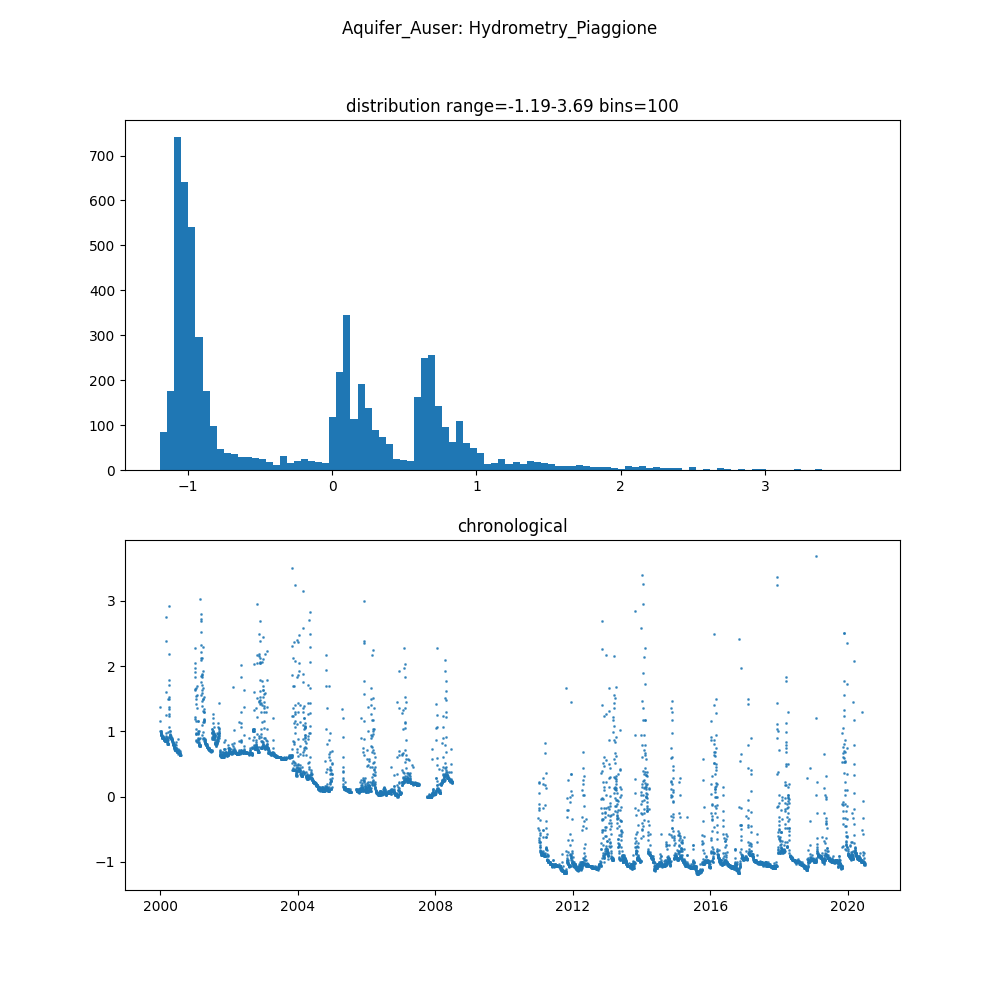 Aquifer_Auser: Hydrometry_Piaggione
distribution range=-1.19-3.69 bins=100
700
600
500
400
300
200
100
0
−1 0 1 2 3
chronological
3
2
1
0
−1
2000 2004 2008 2012 2016 2020